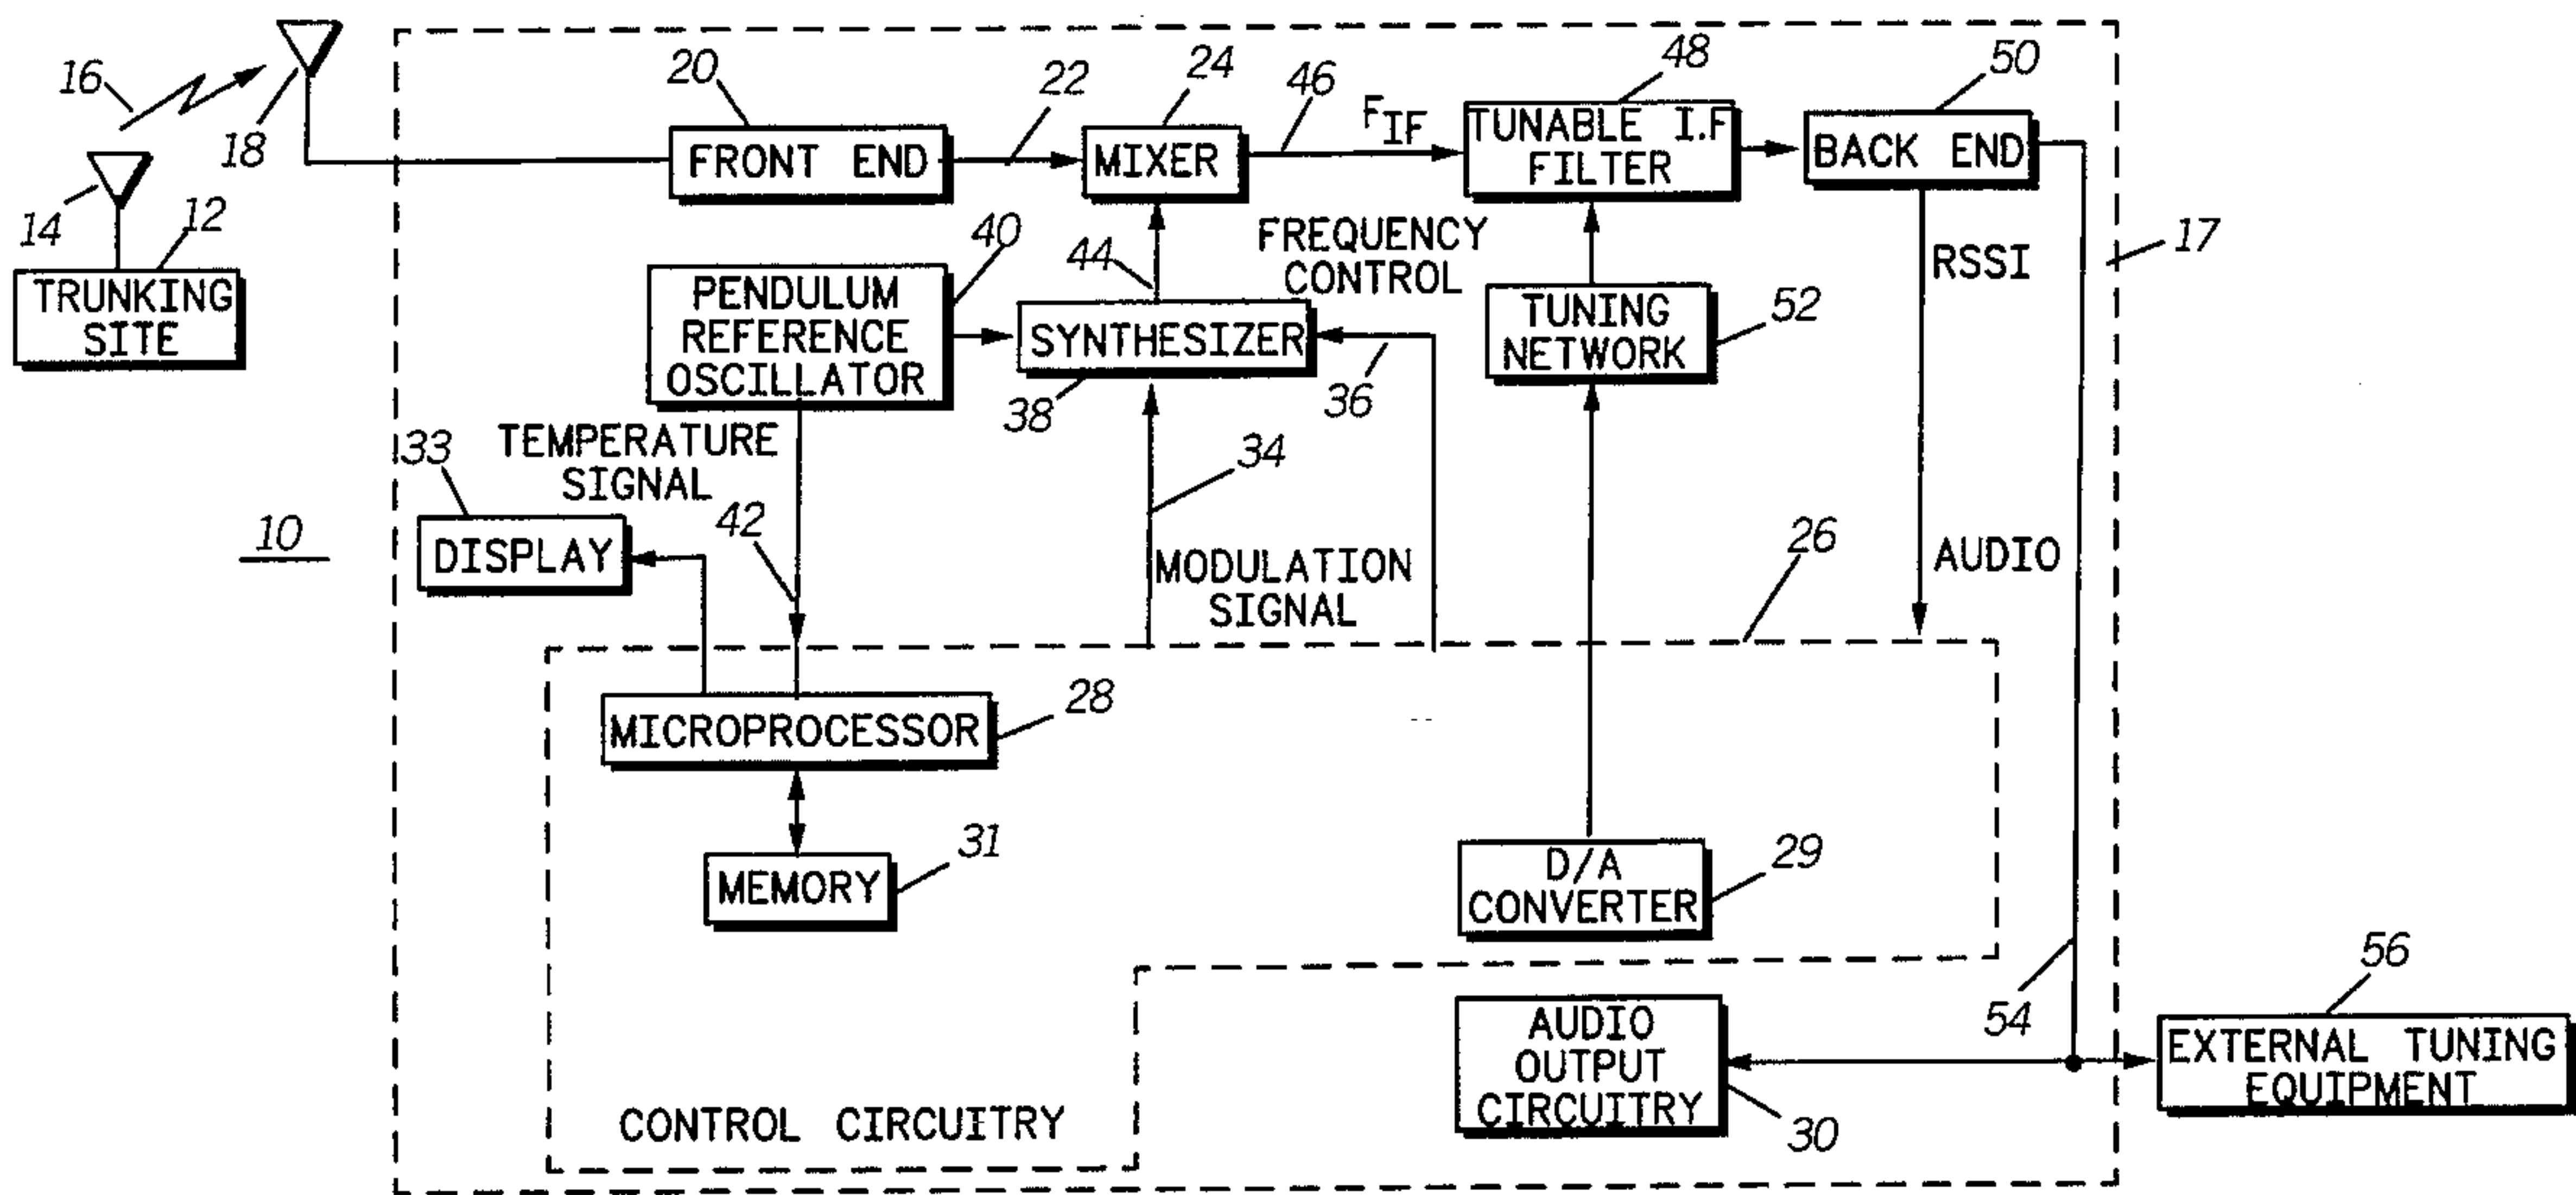 16
14
12
TRUNKING
SITE
18
10
20
FRONT END
22
24
MIXER
46
FIF
48
TUNABLE I.F
FILTER
50
BACK END
17
RSSI
40
PENDULUM
REFERENCE
OSCILLATOR
44
FREQUENCY
CONTROL
SYNTHESIZER
38
36
TUNING
NETWORK
52
33
TEMPERATURE
SIGNAL
42
34
DISPLAY
MODULATION
SIGNAL
26
AUDIO
MICROPROCESSOR
28
MEMORY
31
D/A
CONVERTER
29
54
56
AUDIO
OUTPUT
CIRCUITRY
30
EXTERNAL TUNING
EQUIPMENT
CONTROL CIRCUITRY